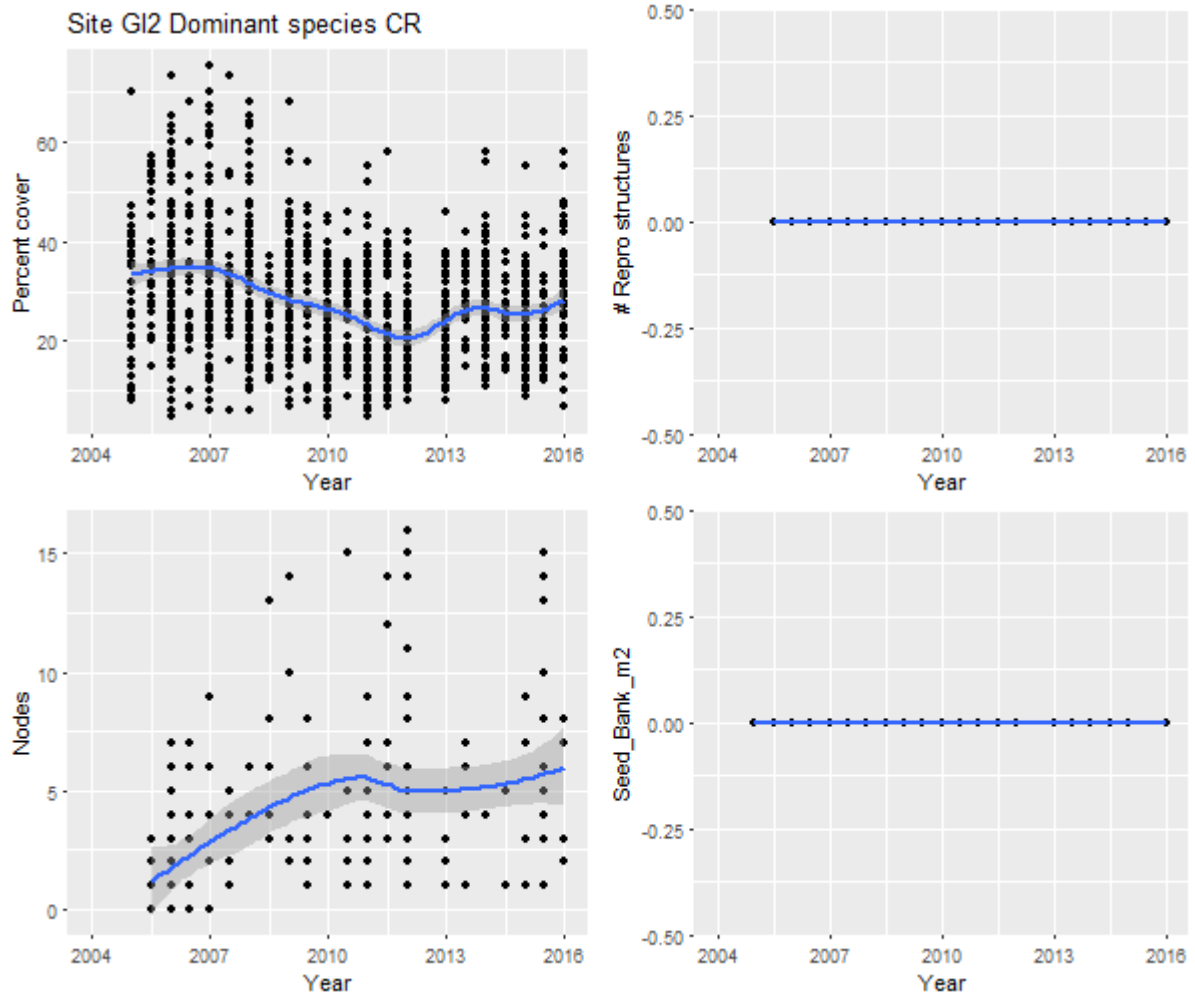 Site GI2 Dominant species CR
Percent cover
60
40
20
2004 2007 2010 2013 2016
Year
# Repro structures
0.50
0.25
0.00
-0.25
-0.50
2004 2007 2010 2013 2016
Year
Nodes
15
10
5
0
2004 2007 2010 2013 2016
Year
Seed_Bank_m2
0.50
0.25
0.00
-0.25
-0.50
2004 2007 2010 2013 2016
Year